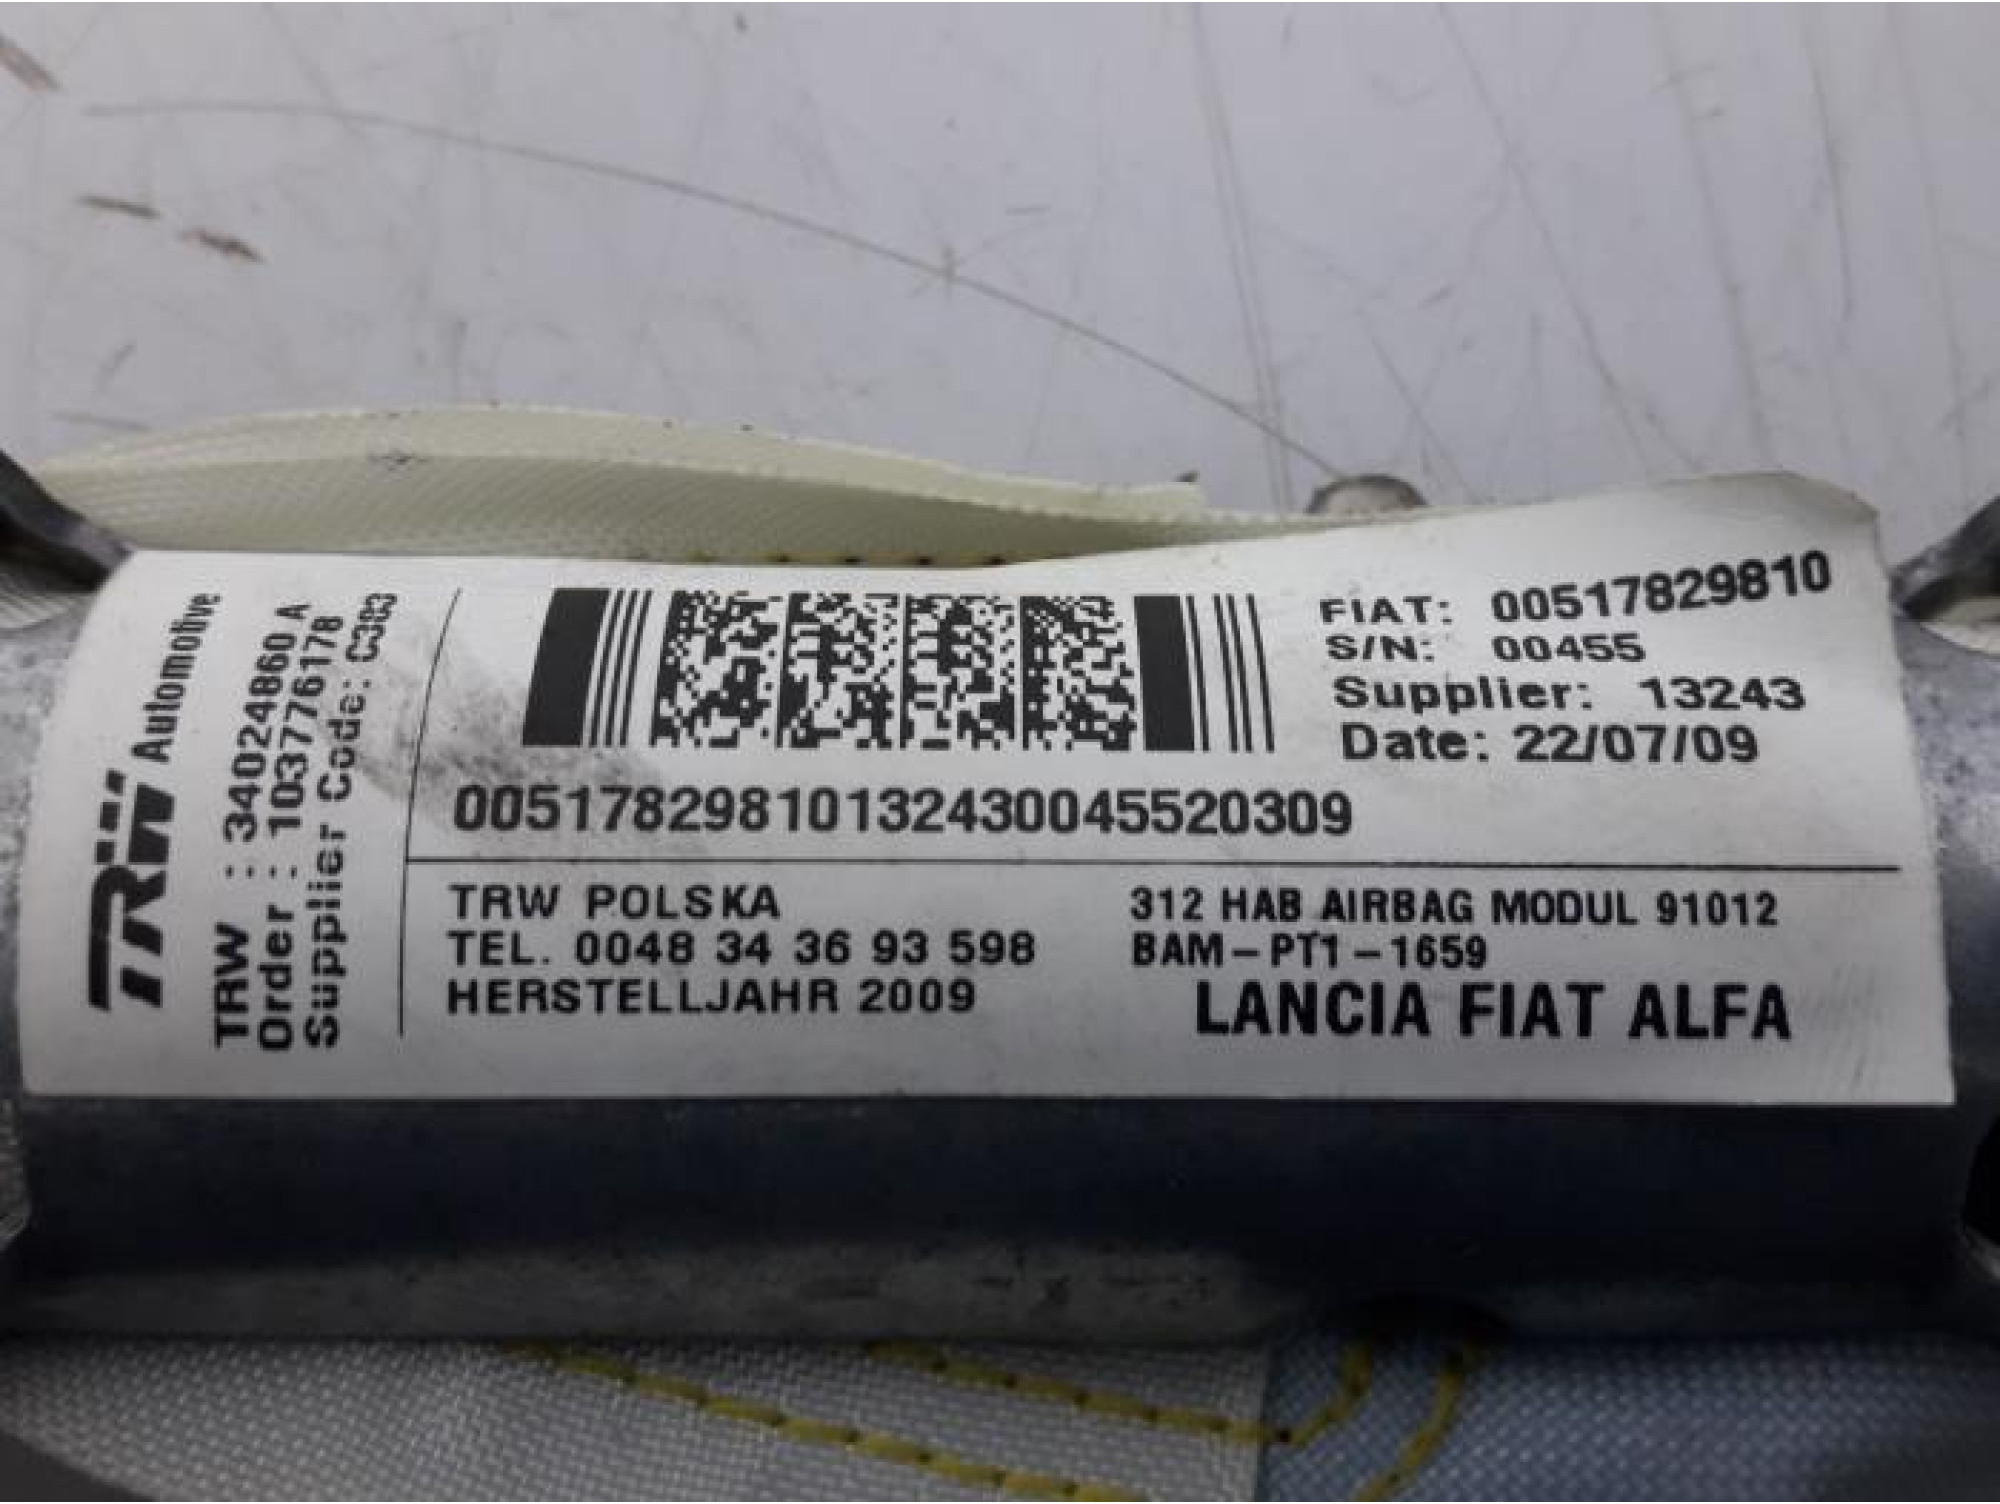 TRW Automotive
TRW : 34024860 A
Order : 1037776178
Supplier Code: C383
FIAT: 00517829810
S/N: 00455
Supplier: 13243
Date: 22/07/09
00517829810132430045520309
TRW POLSKA
TEL. 0048 34 36 93 598
HERSTELLJAHR 2009
312 HAB AIRBAG MODUL 91012
BAM-PT1-1659
LANCIA FIAT ALFA